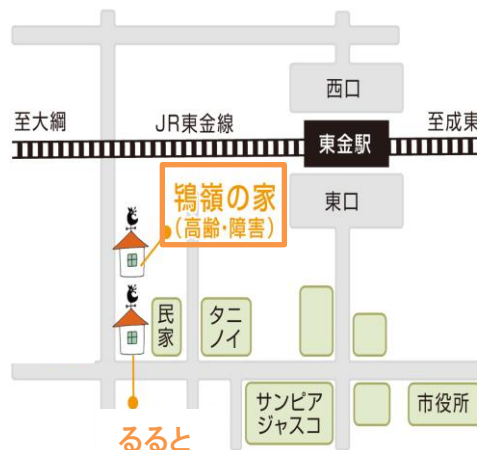 西口
至大綱
JR東金線
東金駅
至成東
鴇嶺の家
(高齢・障害)
東口
民
家
タニ
ノイ
サンピア
ジャスコ
市役所
るると